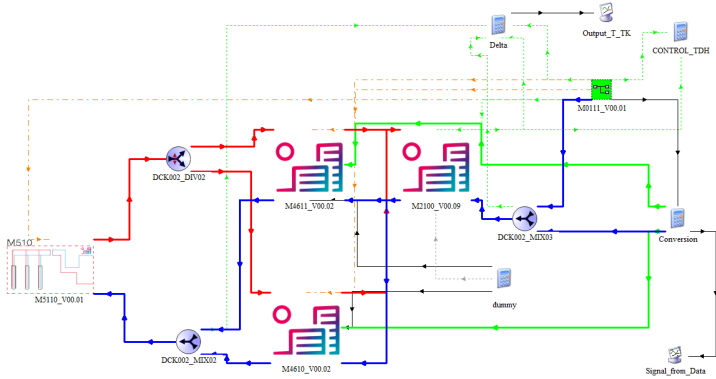 Output_T_TK
Delta
CONTROL_TDH
M0111_V00.01
DCK002_DIV02
M4611_V00.02
M2100_V00.09
DCK002_MIX03
Conversion
M510
M5110_V00.01
dummy
DCK002_MIX02
M4610_V00.02
Signal_from_Data